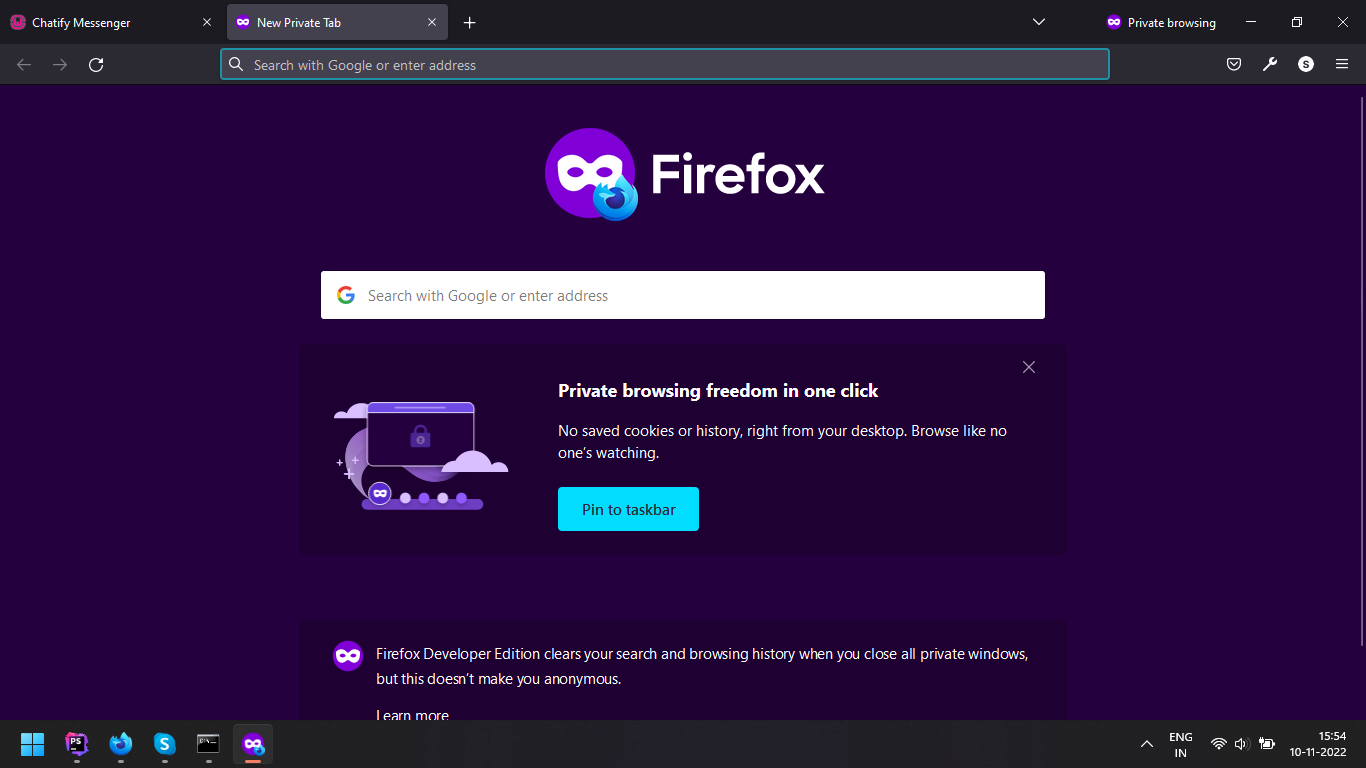 Chatify Messenger
New Private Tab
Private browsing
Search with Google or enter address
S
Firefox
Search with Google or enter address
Private browsing freedom in one click
No saved cookies or history, right from your desktop. Browse like no
one’s watching.
Pin to taskbar
Firefox Developer Edition clears your search and browsing history when you close all private windows,
but this doesn’t make you anonymous.
Learn more
PS
S
C:\
ENG
IN
15:54
10-11-2022